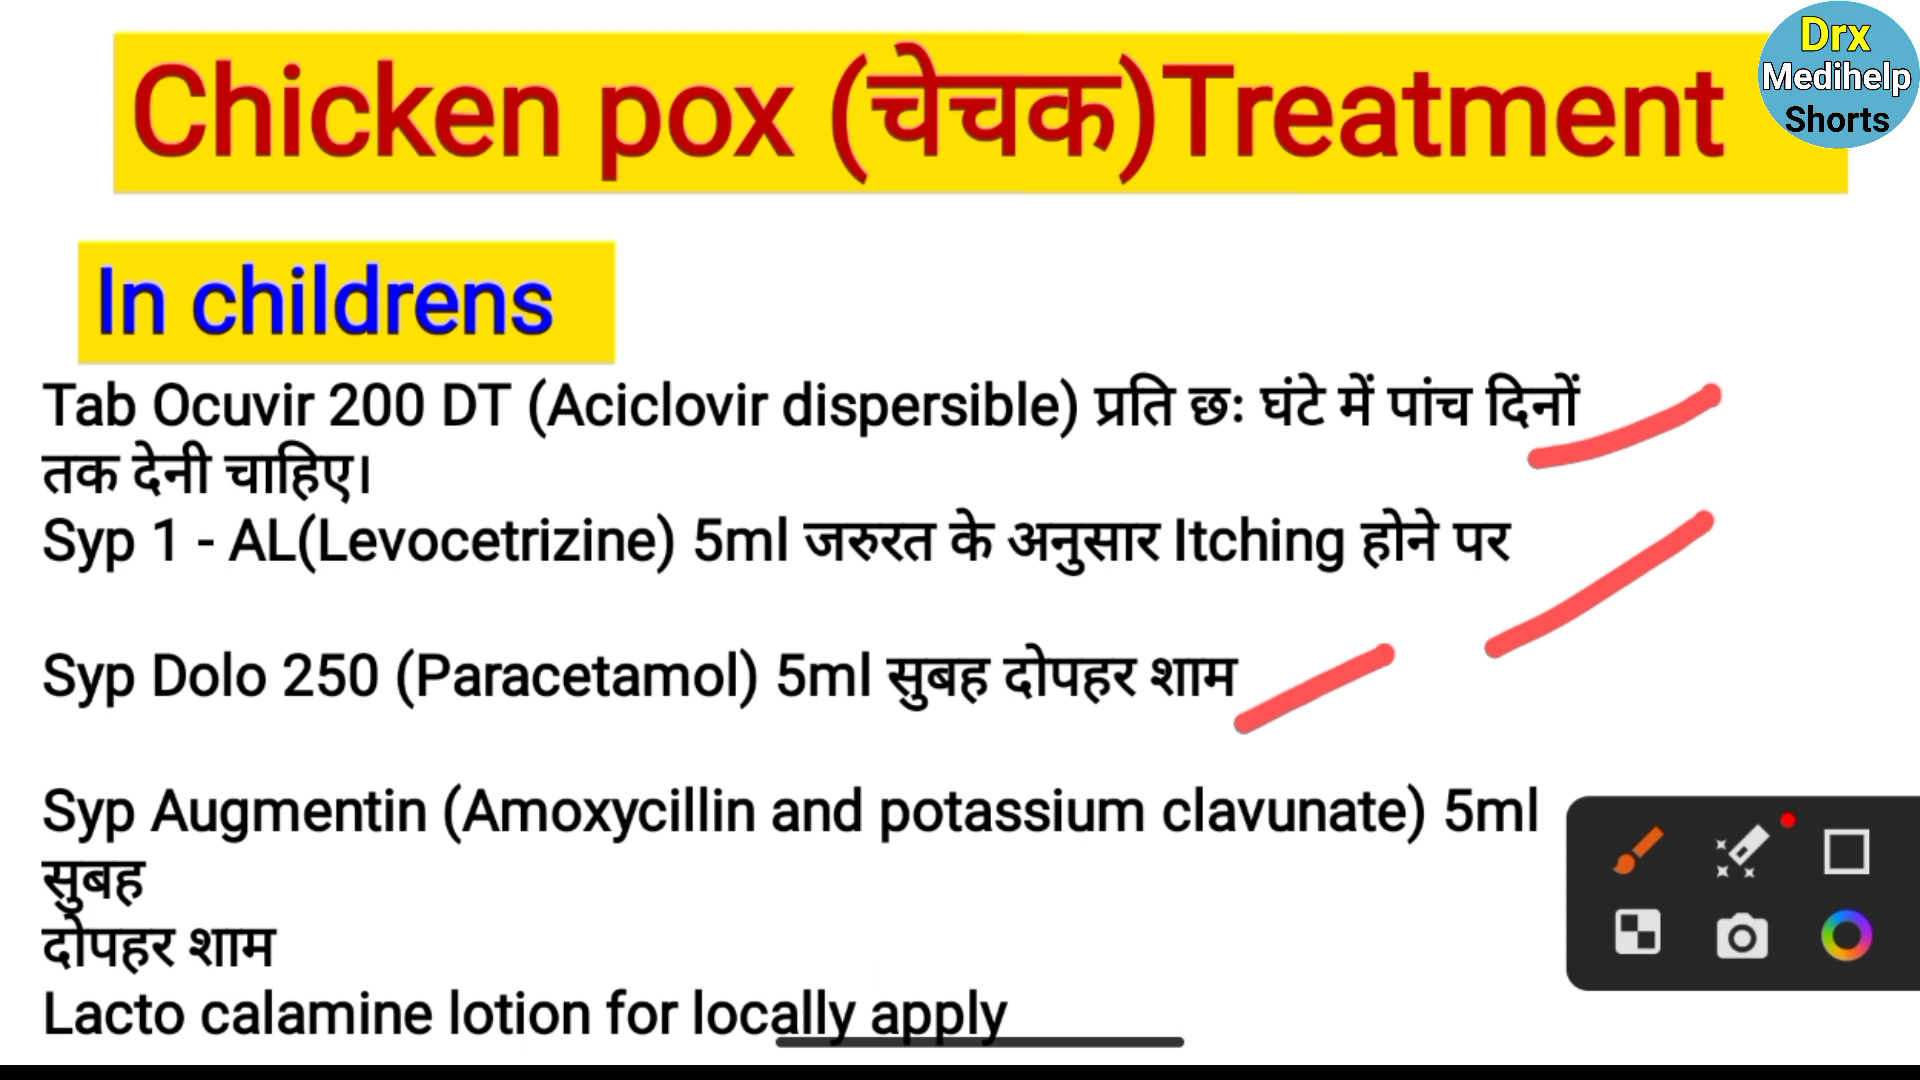 Drx
Medihelp
Shorts
Chicken pox (चेचक)Treatment
In childrens
Tab Ocuvir 200 DT (Aciclovir dispersible) प्रति छः घंटे में पांच दिनों
तक देनी चाहिए।
Syp 1 - AL(Levocetrizine) 5ml जरुरत के अनुसार Itching होने पर
Syp Dolo 250 (Paracetamol) 5ml सुबह दोपहर शाम
Syp Augmentin (Amoxycillin and potassium clavunate) 5ml
सुबह
दोपहर शाम
Lacto calamine lotion for locally apply